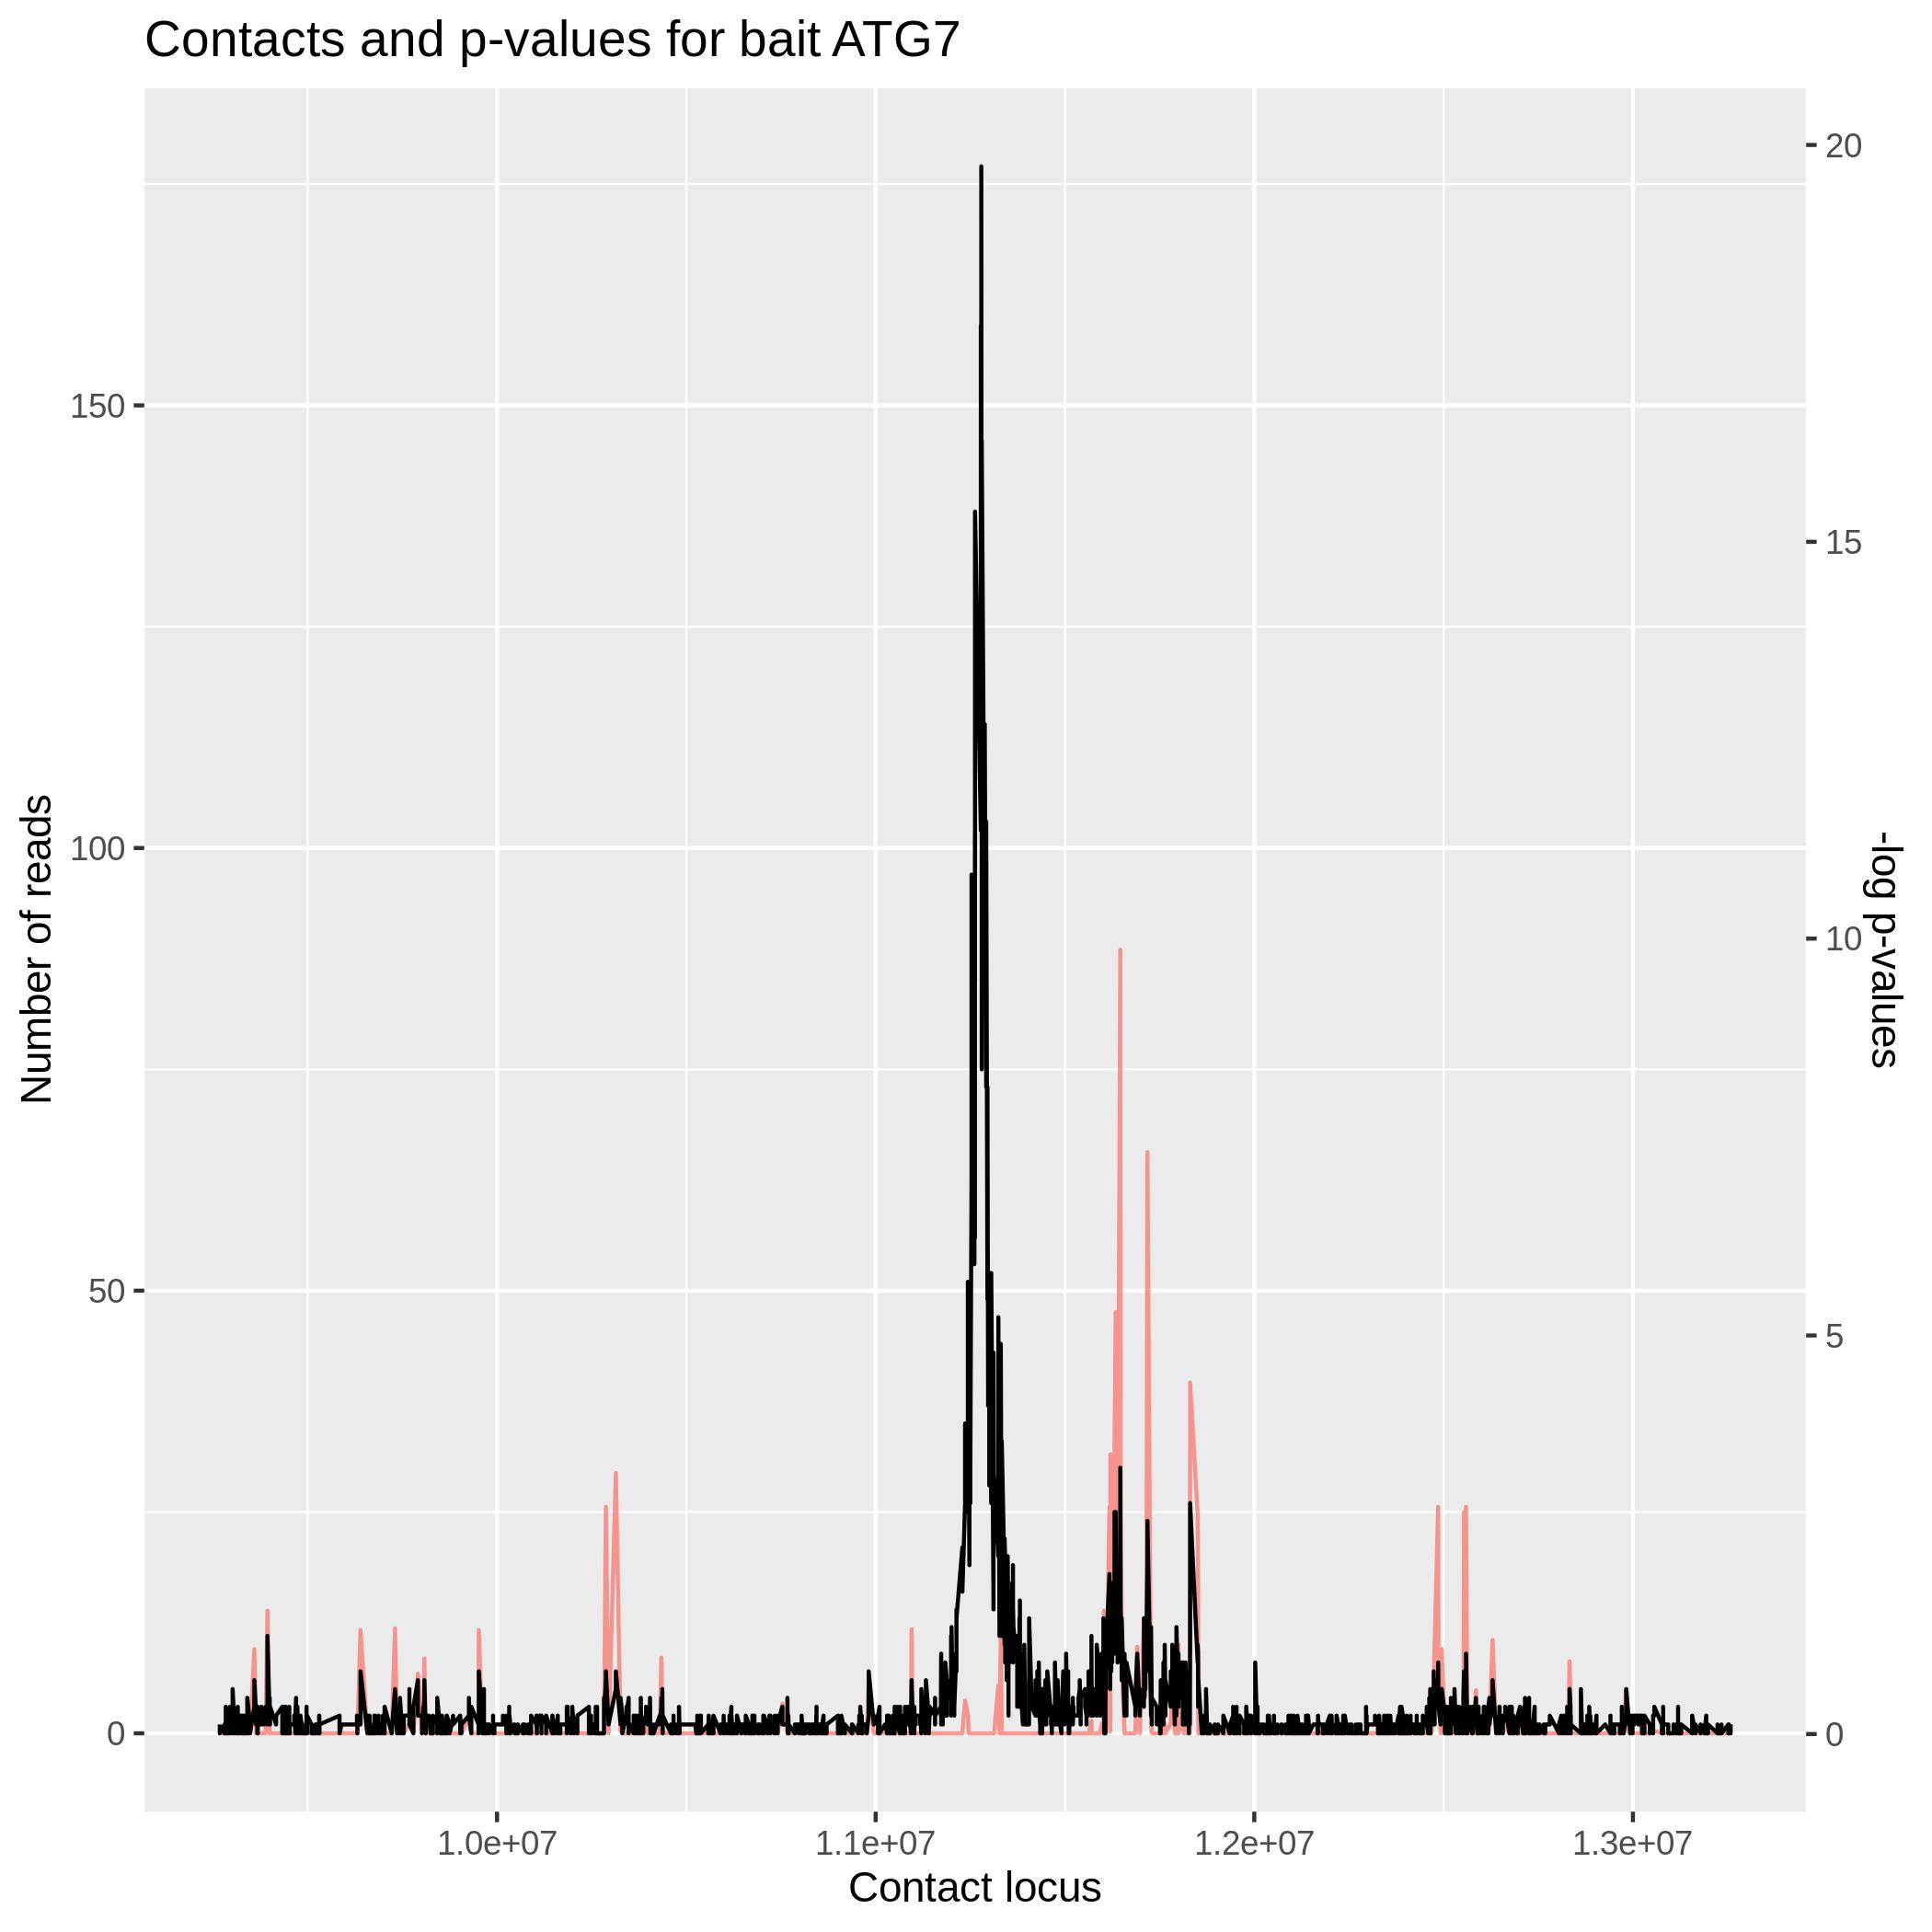 Contacts and p-values for bait ATG7
Number of reads
150
100
50
0
20
15
10
5
0
-log p-values
1.0e+07
1.1e+07
1.2e+07
1.3e+07
Contact locus